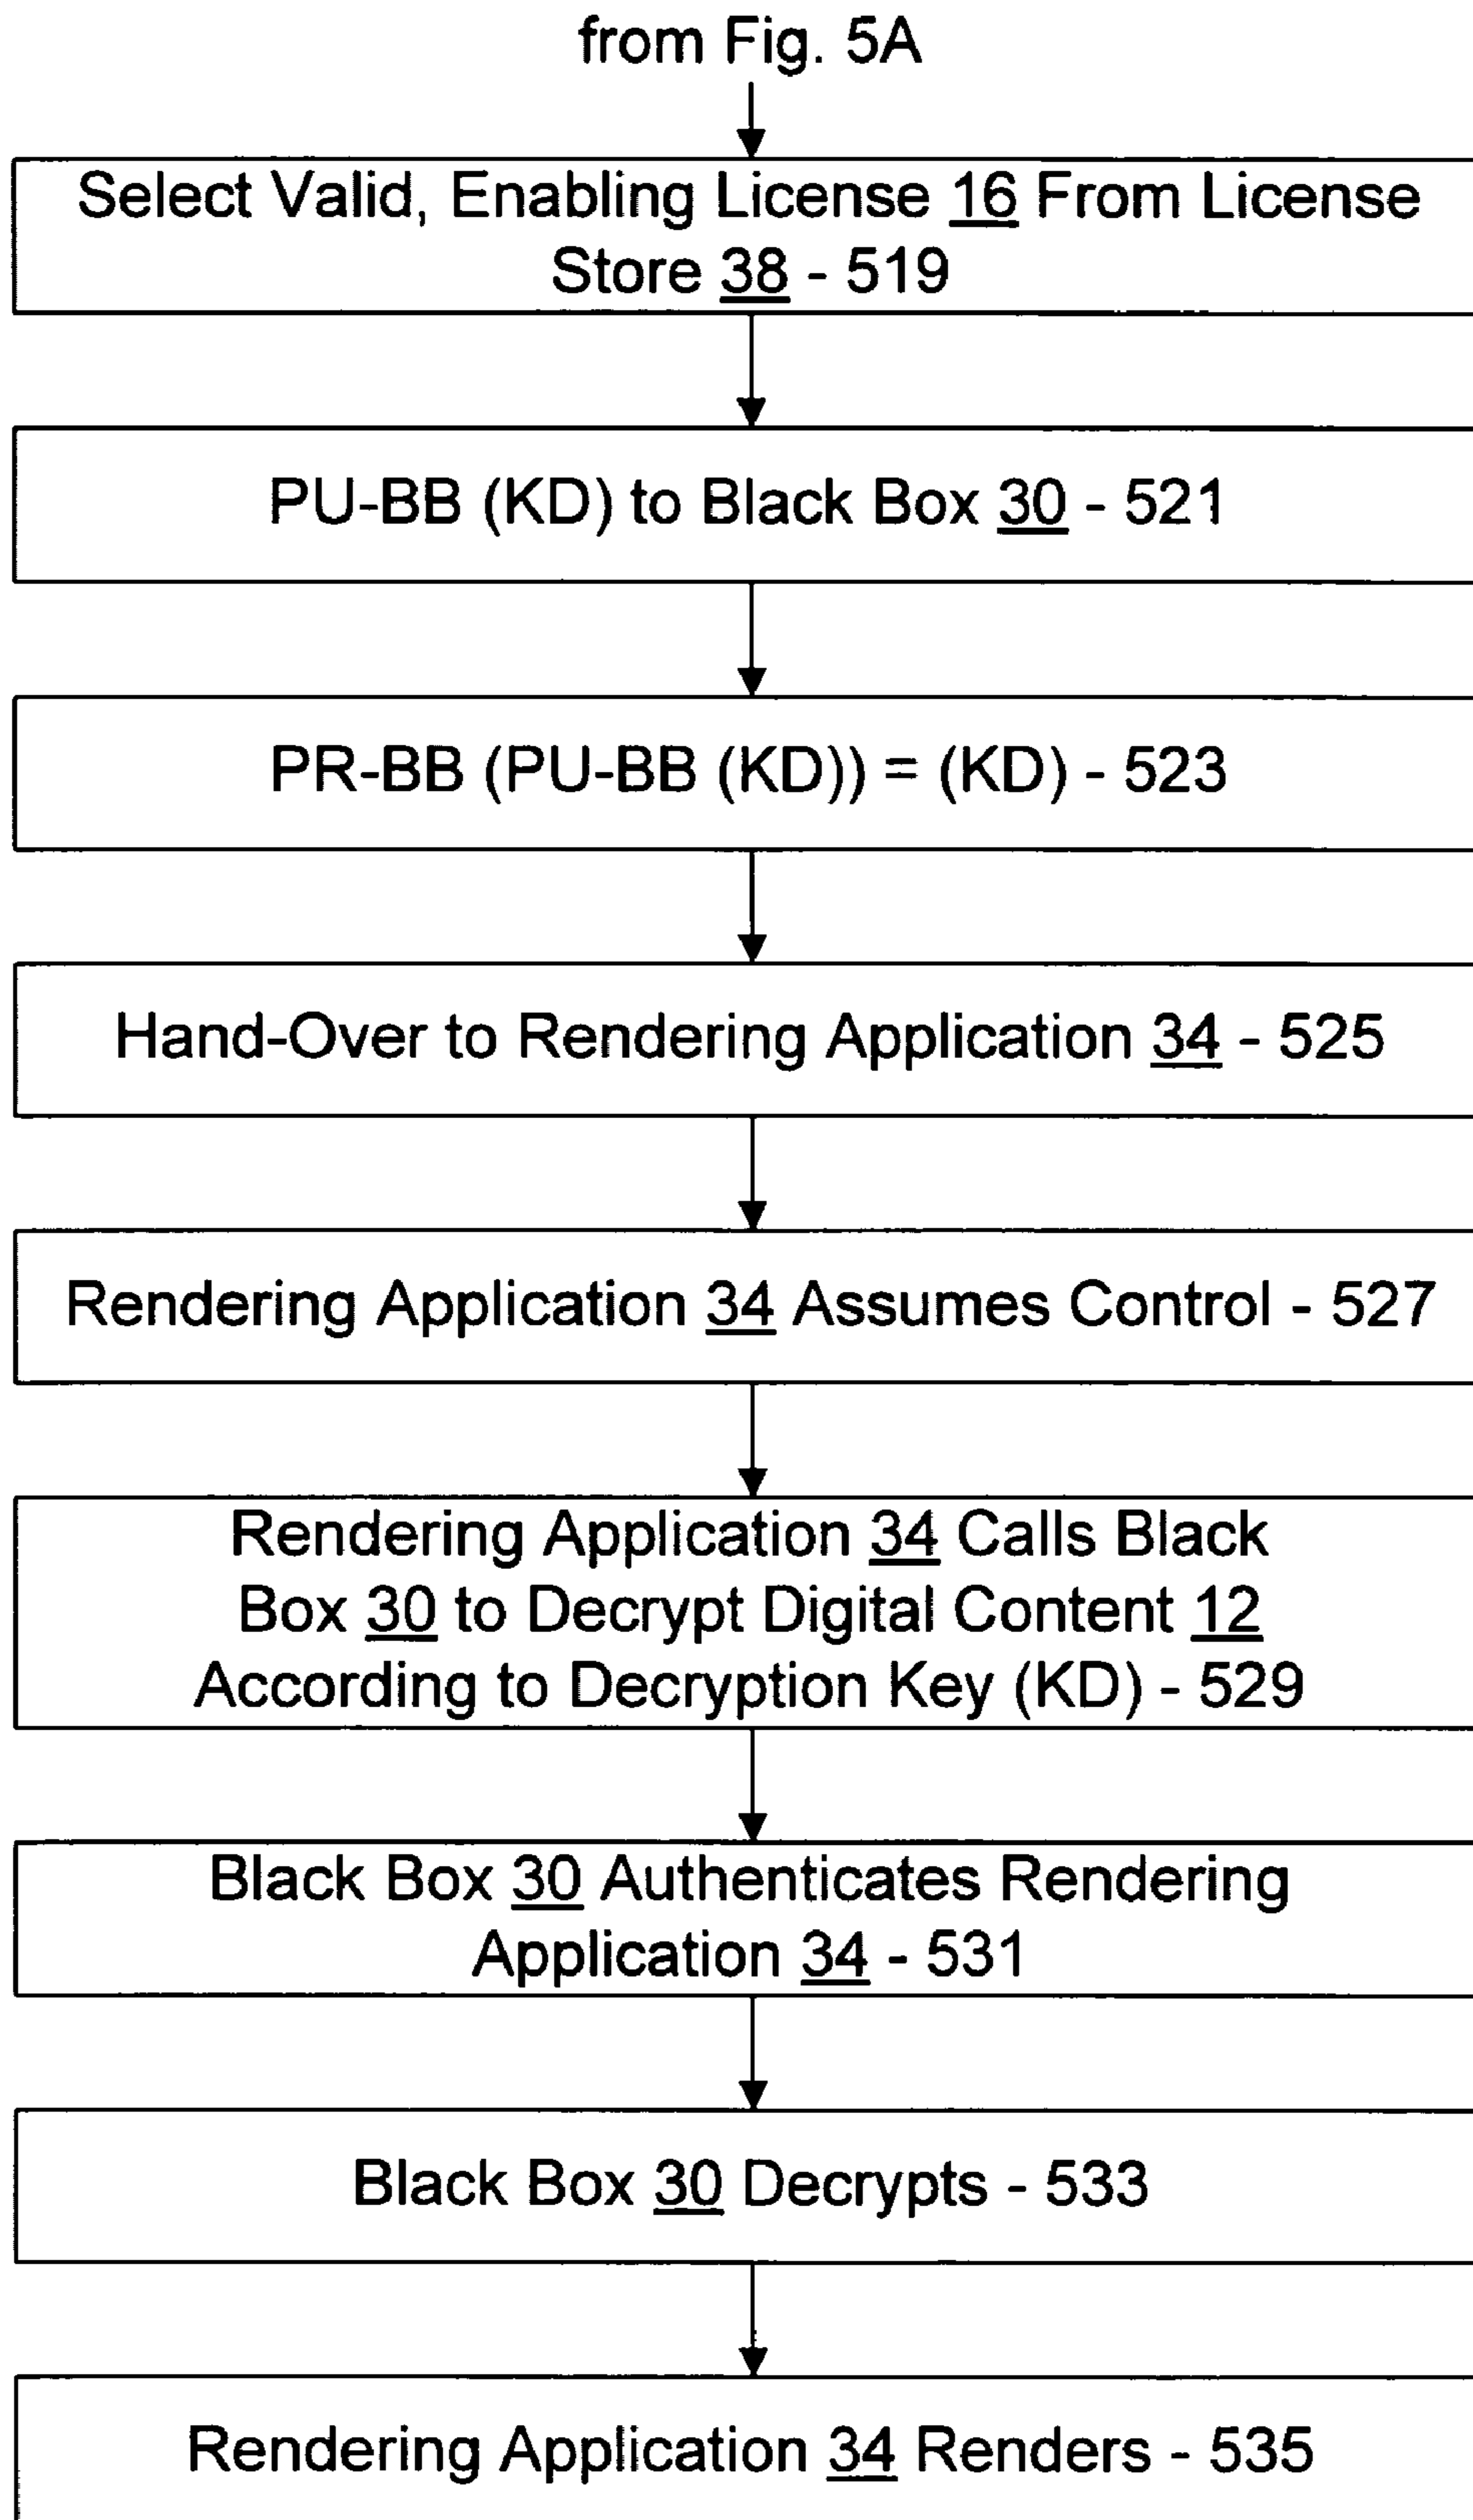 from Fig. 5A
Select Valid, Enabling License 16 From License
Store 38 - 519
PU-BB (KD) to Black Box 30 - 521
PR-BB (PU-BB (KD)) = (KD) - 523
Hand-Over to Rendering Application 34 - 525
Rendering Application 34 Assumes Control - 527
Rendering Application 34 Calls Black
Box 30 to Decrypt Digital Content 12
According to Decryption Key (KD) - 529
Black Box 30 Authenticates Rendering
Application 34 - 531
Black Box 30 Decrypts - 533
Rendering Application 34 Renders - 535